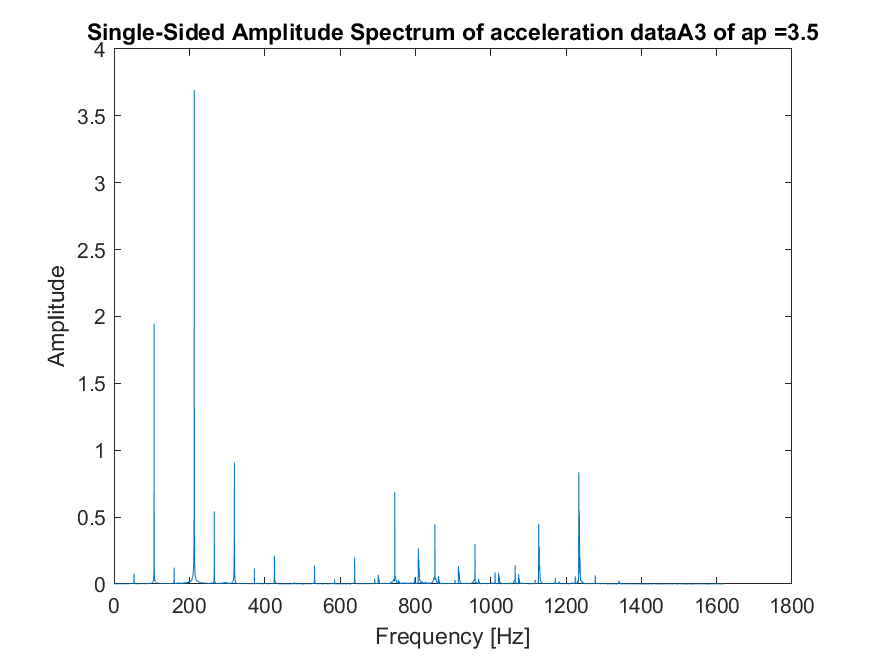 Single-Sided Amplitude Spectrum of acceleration dataA3 of ap =3.5
4
3.5
3
2.5
2
1.5
1
0.5
0
Amplitude
0 200 400 600 800 1000 1200 1400 1600 1800
Frequency [Hz]